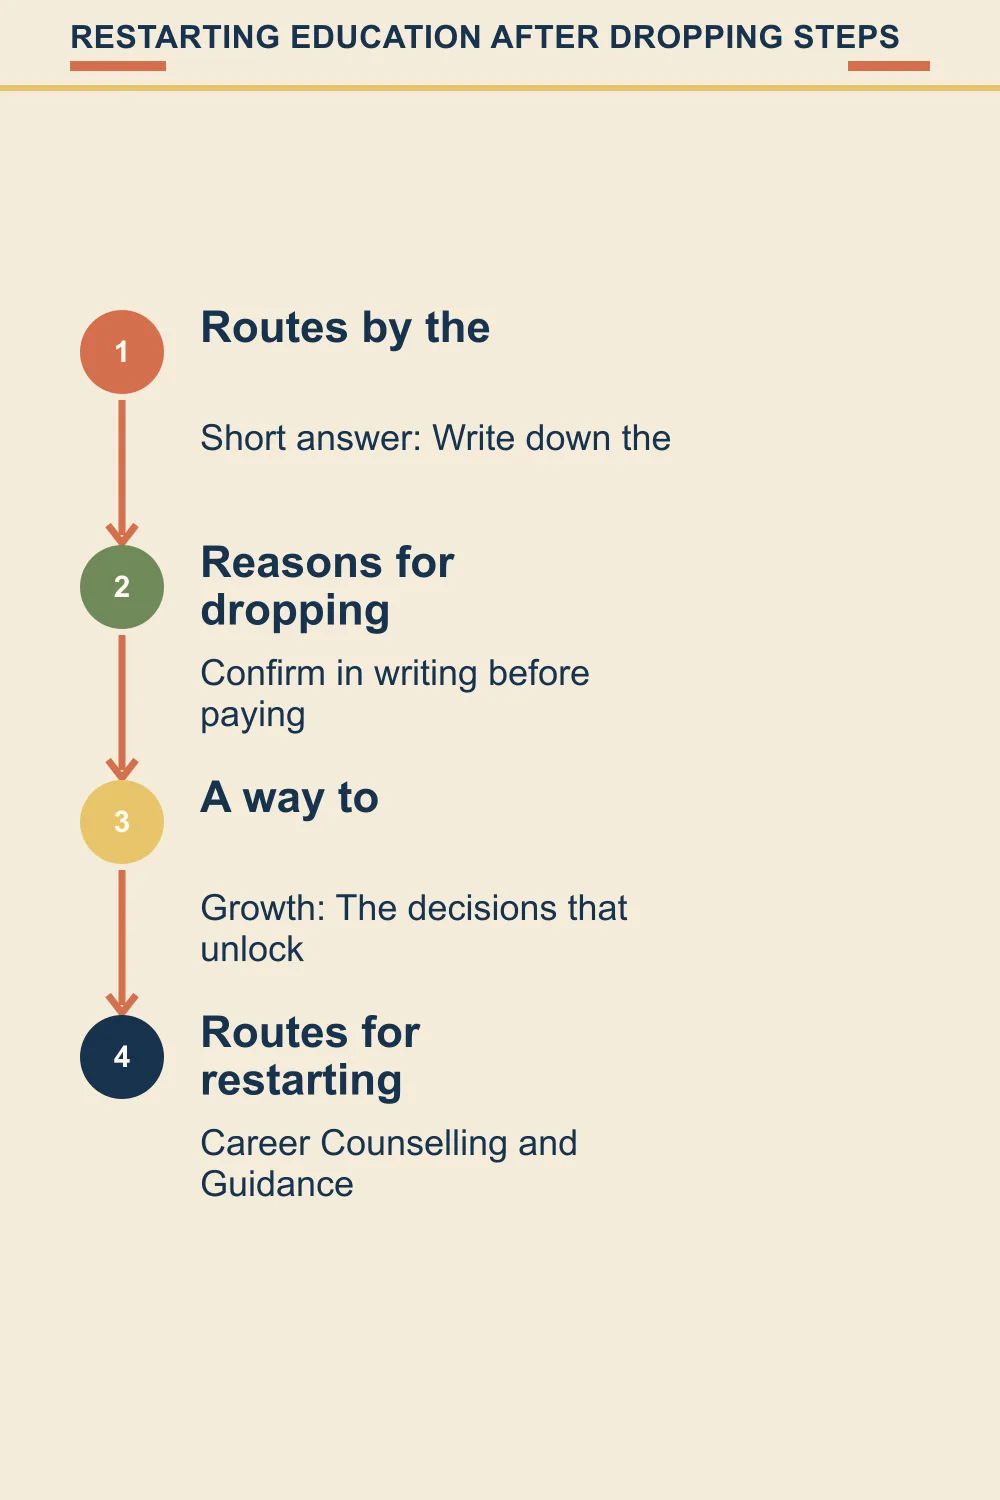 RESTARTING EDUCATION AFTER DROPPING STEPS
1
Routes by the
Short answer: Write down the
2
Reasons for
dropping
Confirm in writing before
paying
3
A way to
Growth: The decisions that
unlock
4
Routes for
restarting
Career Counselling and
Guidance